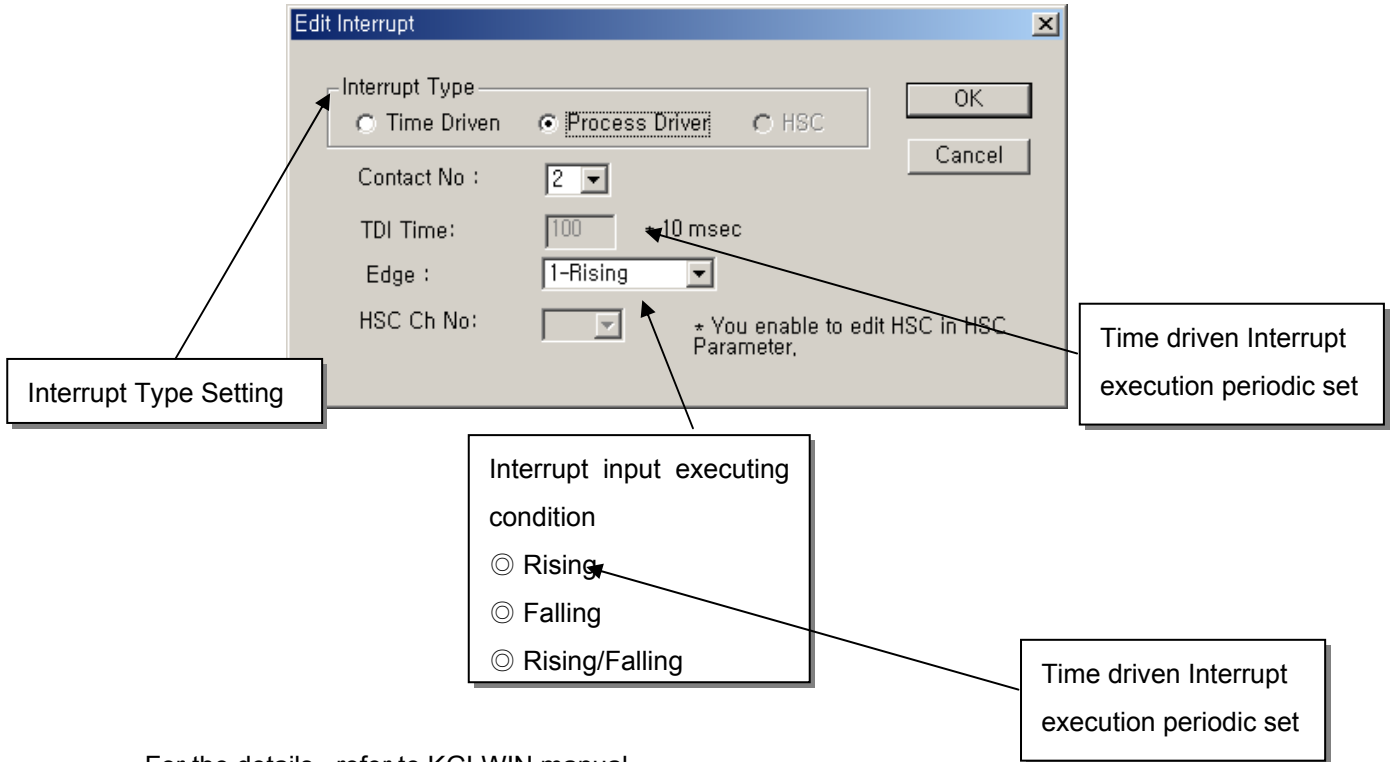 Edit Interrupt
Interrupt Type
Time Driven Process Driver HSC
OK
Cancel
Contact No : 2
TDI Time: 100 * 10 msec
Edge : 1-Rising
HSC Ch No:
* You enable to edit HSC in HSC
Parameter,
Interrupt Type Setting
Time driven Interrupt
execution periodic set
Interrupt input executing
condition
◎ Rising
◎ Falling
◎ Rising/Falling
Time driven Interrupt
execution periodic set
For the details, refer to KGLWIN manual